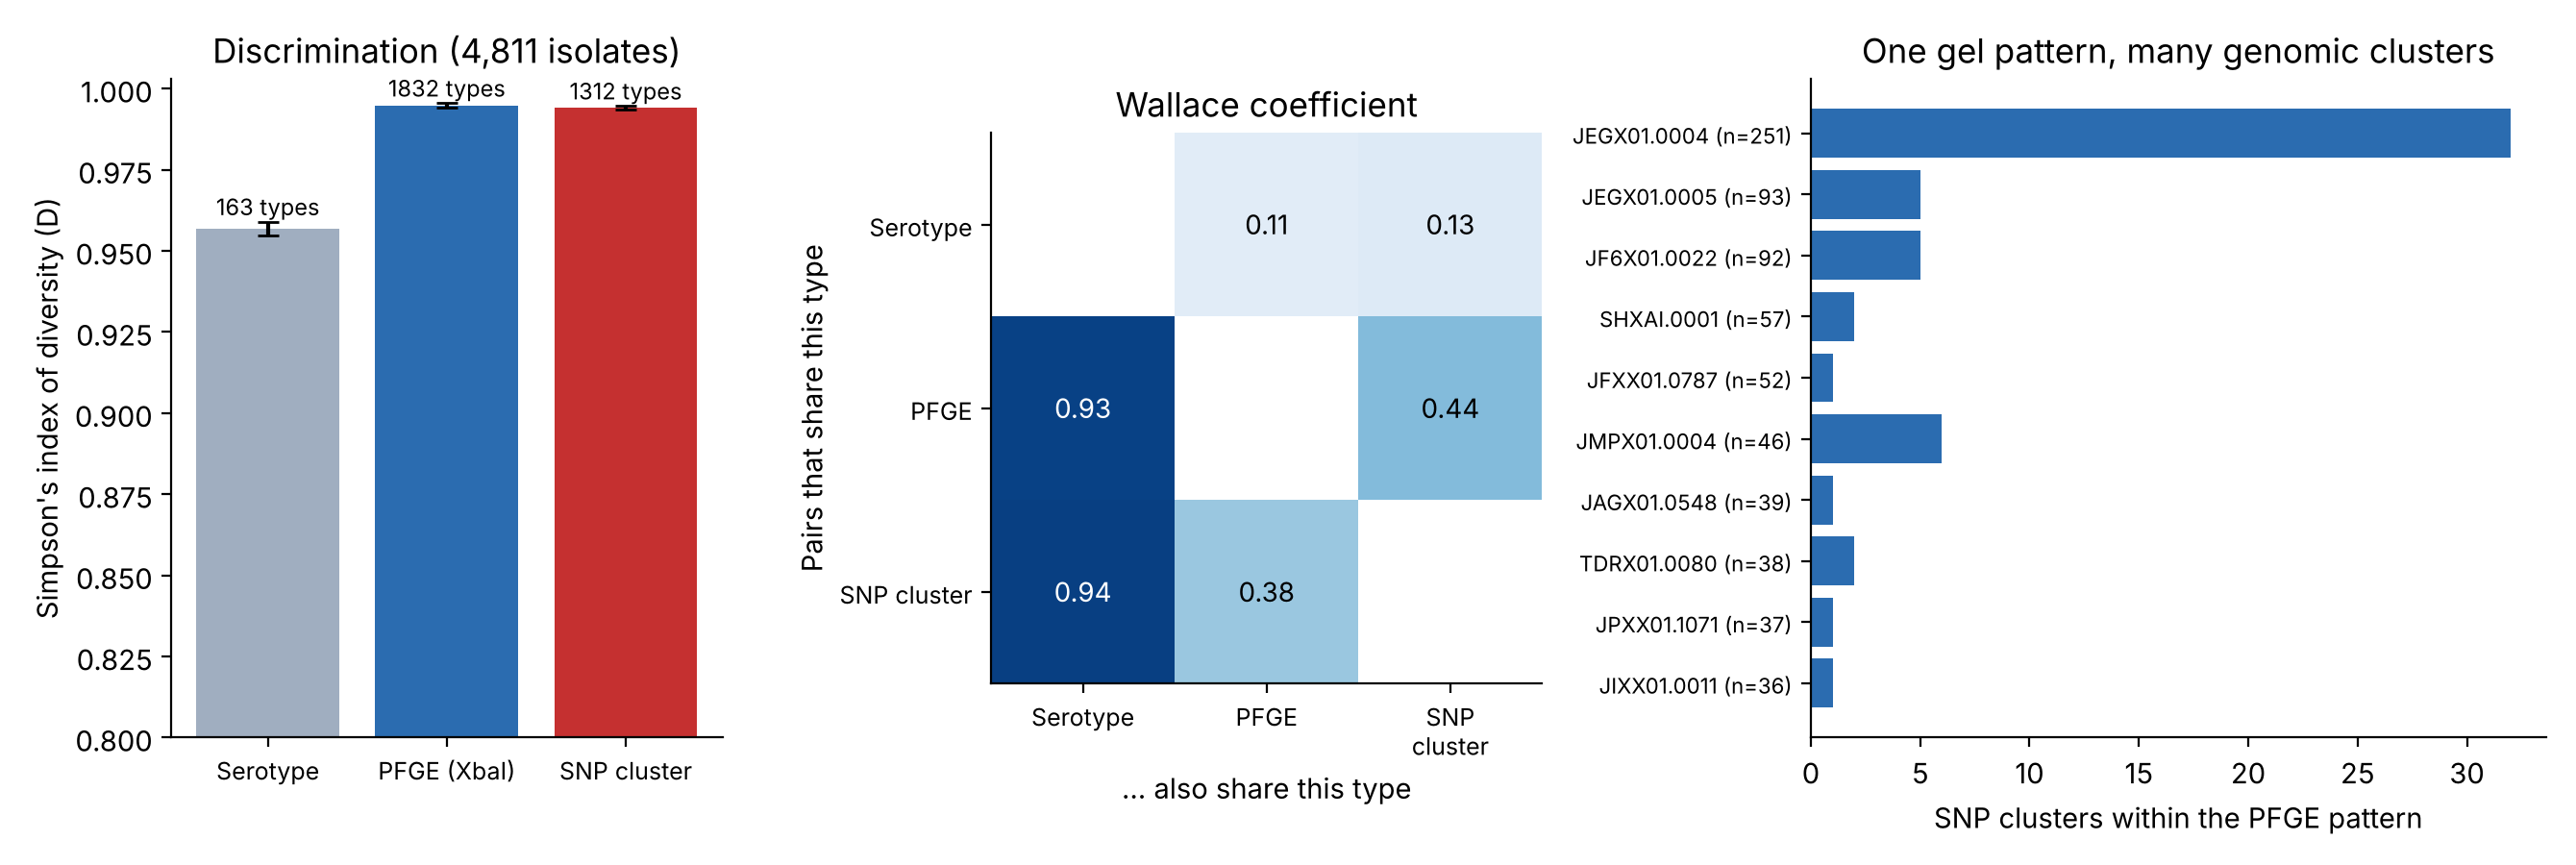 Discrimination (4,811 isolates)
Simpson's index of diversity (D)
1.000
0.975
0.950
0.925
0.900
0.875
0.850
0.825
0.800
163 types
1832 types
1312 types
Serotype
PFGE (XbaI)
SNP cluster
Wallace coefficient
Pairs that share this type
Serotype
PFGE
SNP cluster
0.11
0.13
0.93
0.44
0.94
0.38
Serotype
PFGE
SNP
cluster
... also share this type
One gel pattern, many genomic clusters
JEGX01.0004 (n=251)
JEGX01.0005 (n=93)
JF6X01.0022 (n=92)
SHXAI.0001 (n=57)
JFXX01.0787 (n=52)
JMPX01.0004 (n=46)
JAGX01.0548 (n=39)
TDRX01.0080 (n=38)
JPXX01.1071 (n=37)
JIXX01.0011 (n=36)
0
5
10
15
20
25
30
SNP clusters within the PFGE pattern